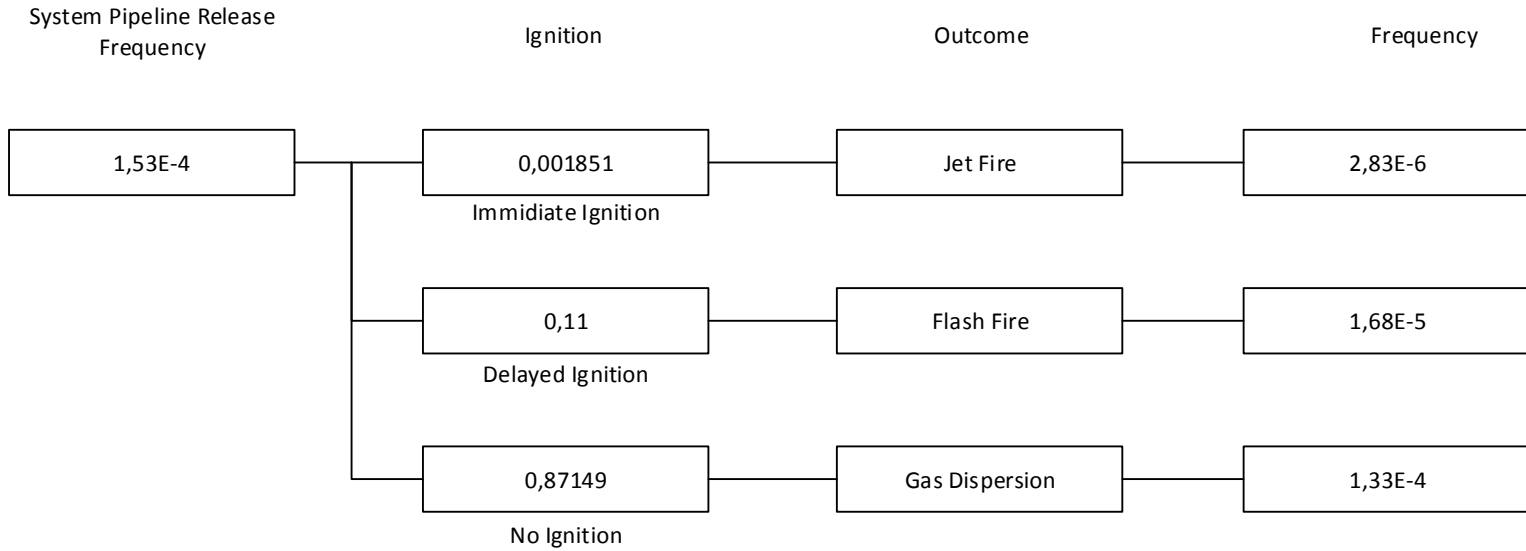 System Pipeline Release
Frequency
Ignition
Outcome
Frequency
1,53E-4
0,001851
Jet Fire
2,83E-6
Immidiate Ignition
0,11
Flash Fire
1,68E-5
Delayed Ignition
0,87149
Gas Dispersion
1,33E-4
No Ignition